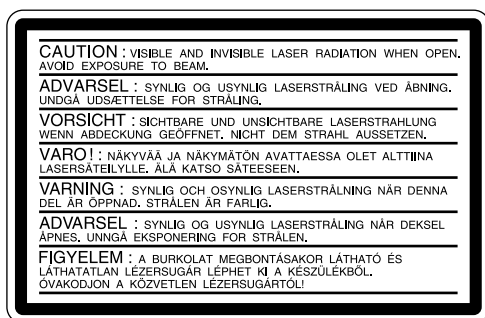 CAUTION : VISIBLE AND INVISIBLE LASER RADIATION WHEN OPEN.
AVOID EXPOSURE TO BEAM.
ADVARSEL : SYNLIG OG USYNLIG LASERSTRÅLING VED ÅBNING.
UNDGÅ UDSÆTTELSE FOR STRÅLING.
VORSICHT : SICHTBARE UND UNSICHTBARE LASERSTRAHLUNG
WENN ABDECKUNG GEÖFFNET. NICHT DEM STRAHL AUSSETZEN.
VARO! : NÄKYVÄÄ JA NÄKYMÄTÖN AVATTAESSA OLET ALTTIINA
LASERSÄTEILYLLE. ÄLÄ KATSO SÄTEESEEN.
VARNING : SYNLIG OCH OSYNLIG LASERSTRÅLNING NÄR DENNA
DEL ÄR ÖPPNAD. STRÅLEN ÄR FARLIG.
ADVARSEL : SYNLIG OG USYNLIG LASERSTRÅLING NÅR DEKSEL
ÅPNES. UNNGÅ EKSPONERING FOR STRÅLEN.
FIGYELEM : A BURKOLAT MEGBONTÁSAKOR LÁTHATÓ ÉS
LÁTHATATLAN LÉZERSUGÁR LÉPHET KI A KÉSZÜLÉKBŐL.
ÓVAKODJON A KÖZVETLEN LÉZERSUGÁRTÓL!